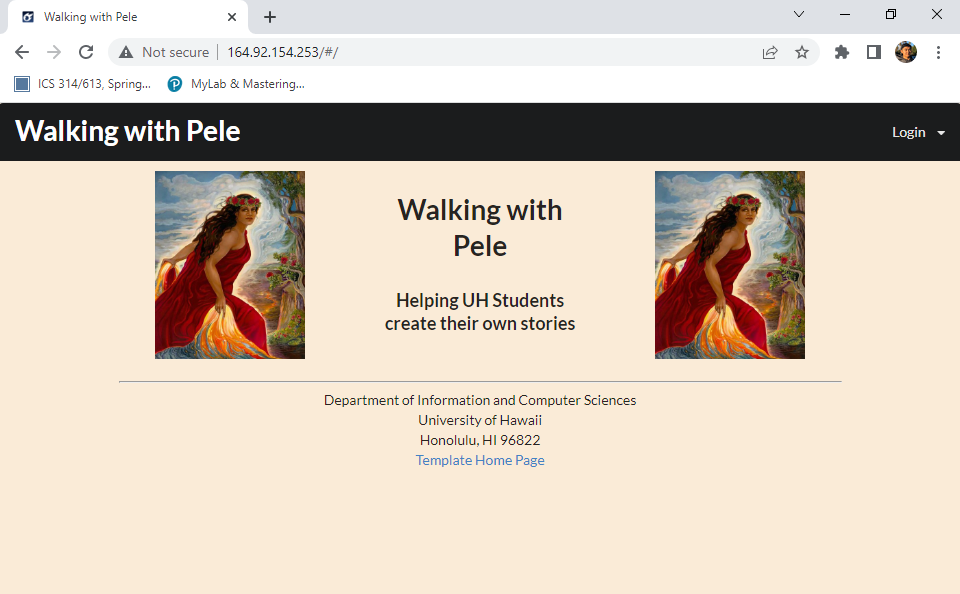 Walking with Pele
Not secure
164.92.154.253/#/
ICS 314/613, Spring...
MyLab & Mastering...
Walking with Pele
Login
Walking with
Pele
Helping UH Students
create their own stories
Department of Information and Computer Sciences
University of Hawaii
Honolulu, HI 96822
Template Home Page